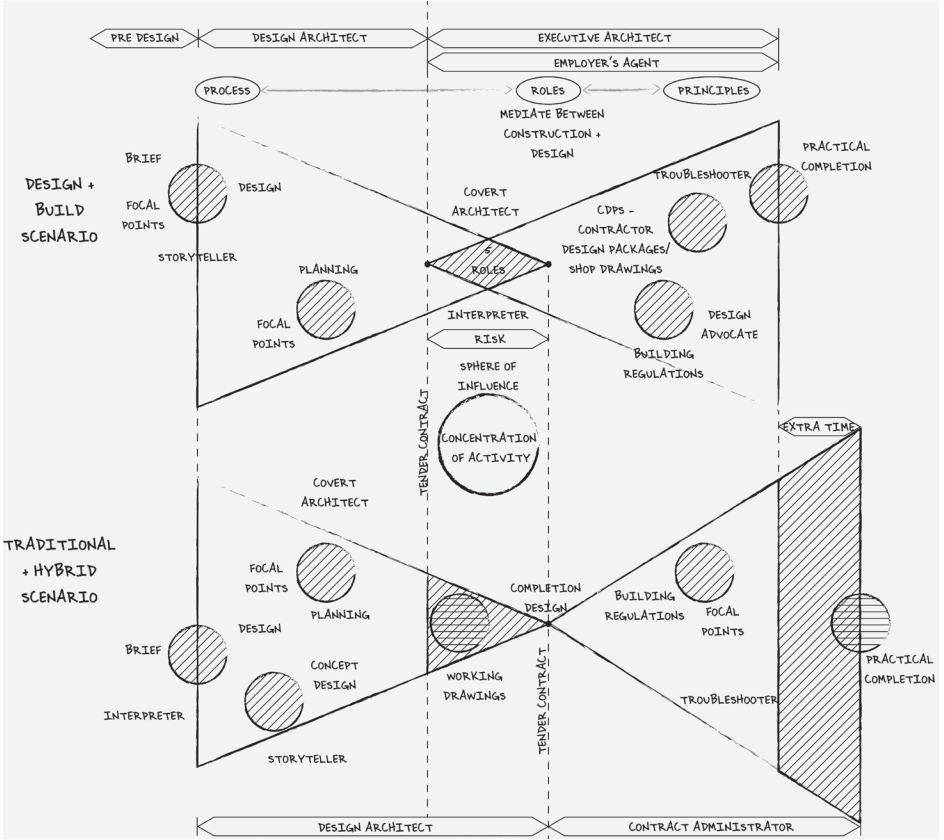 PRE DESIGN
DESIGN ARCHITECT
EXECUTIVE ARCHITECT
EMPLOYER'S AGENT
PROCESS
ROLES
PRINCIPLES
MEDIATE BETWEEN
CONSTRUCTION +
DESIGN
DESIGN +
BUILD
SCENARIO
BRIEF
DESIGN
FOCAL
POINTS
STORYTELLER
PLANNING
FOCAL
POINTS
COVERT
ARCHITECT
5
ROLES
INTERPRETER
RISK
TROUBLESHOOTER
PRACTICAL
COMPLETION
CDPS -
CONTRACTOR
DESIGN PACKAGES/
SHOP DRAWINGS
DESIGN
ADVOCATE
BUILDING
REGULATIONS
SPHERE OF
INFLUENCE
CONCENTRATION
OF ACTIVITY
TENDER CONTRACT
EXTRA TIME
TRADITIONAL
+ HYBRID
SCENARIO
COVERT
ARCHITECT
FOCAL
POINTS
PLANNING
BRIEF
DESIGN
CONCEPT
DESIGN
INTERPRETER
STORYTELLER
COMPLETION
DESIGN
WORKING
DRAWINGS
TENDER CONTRACT
BUILDING
REGULATIONS
FOCAL
POINTS
TROUBLESHOOTER
PRACTICAL
COMPLETION
DESIGN ARCHITECT
CONTRACT ADMINISTRATOR